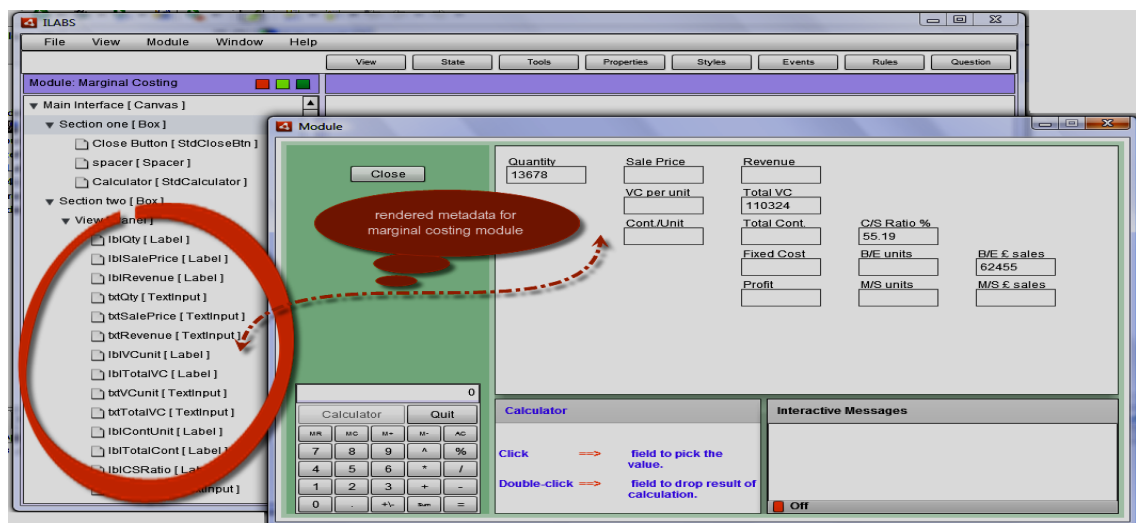 ILABS
File View Module Window Help
View State Tools Properties Styles Events Rules Question
Module: Marginal Costing
Main Interface [ Canvas ]
Section one [ Box ]
Close Button [ StdCloseBtn ]
spacer [ Spacer ]
Calculator [ StdCalculator ]
Section two [ Box ]
View
lblQty [ Label ]
lblSalePrice [ Label ]
lblRevenue [ Label ]
txtQty [ TextInput ]
txtSalePrice [ TextInput ]
txtRevenue [ TextInput ]
lblVCunit [ Label ]
lblTotalVC [ Label ]
txtVCunit [ TextInput ]
txtTotalVC [ TextInput ]
lblContUnit [ Label ]
lblTotalCont [ Label ]
lblCSRatio
Module
Close
rendered metadata for
marginal costing module
Quantity Sale Price Revenue
13678
VC per unit Total VC
110324
Cont./Unit Total Cont. C/S Ratio %
55.19
Fixed Cost B/E units B/E £ sales
62455
Profit M/S units M/S £ sales
0
Calculator Quit
MR MC M+ M- AC
7 8 9 ^ %
4 5 6 * /
1 2 3 + -
0 . +\- Sum =
Calculator
Click ==> field to pick the
value.
Double-click ==> field to drop result of
calculation.
Interactive Messages
Off